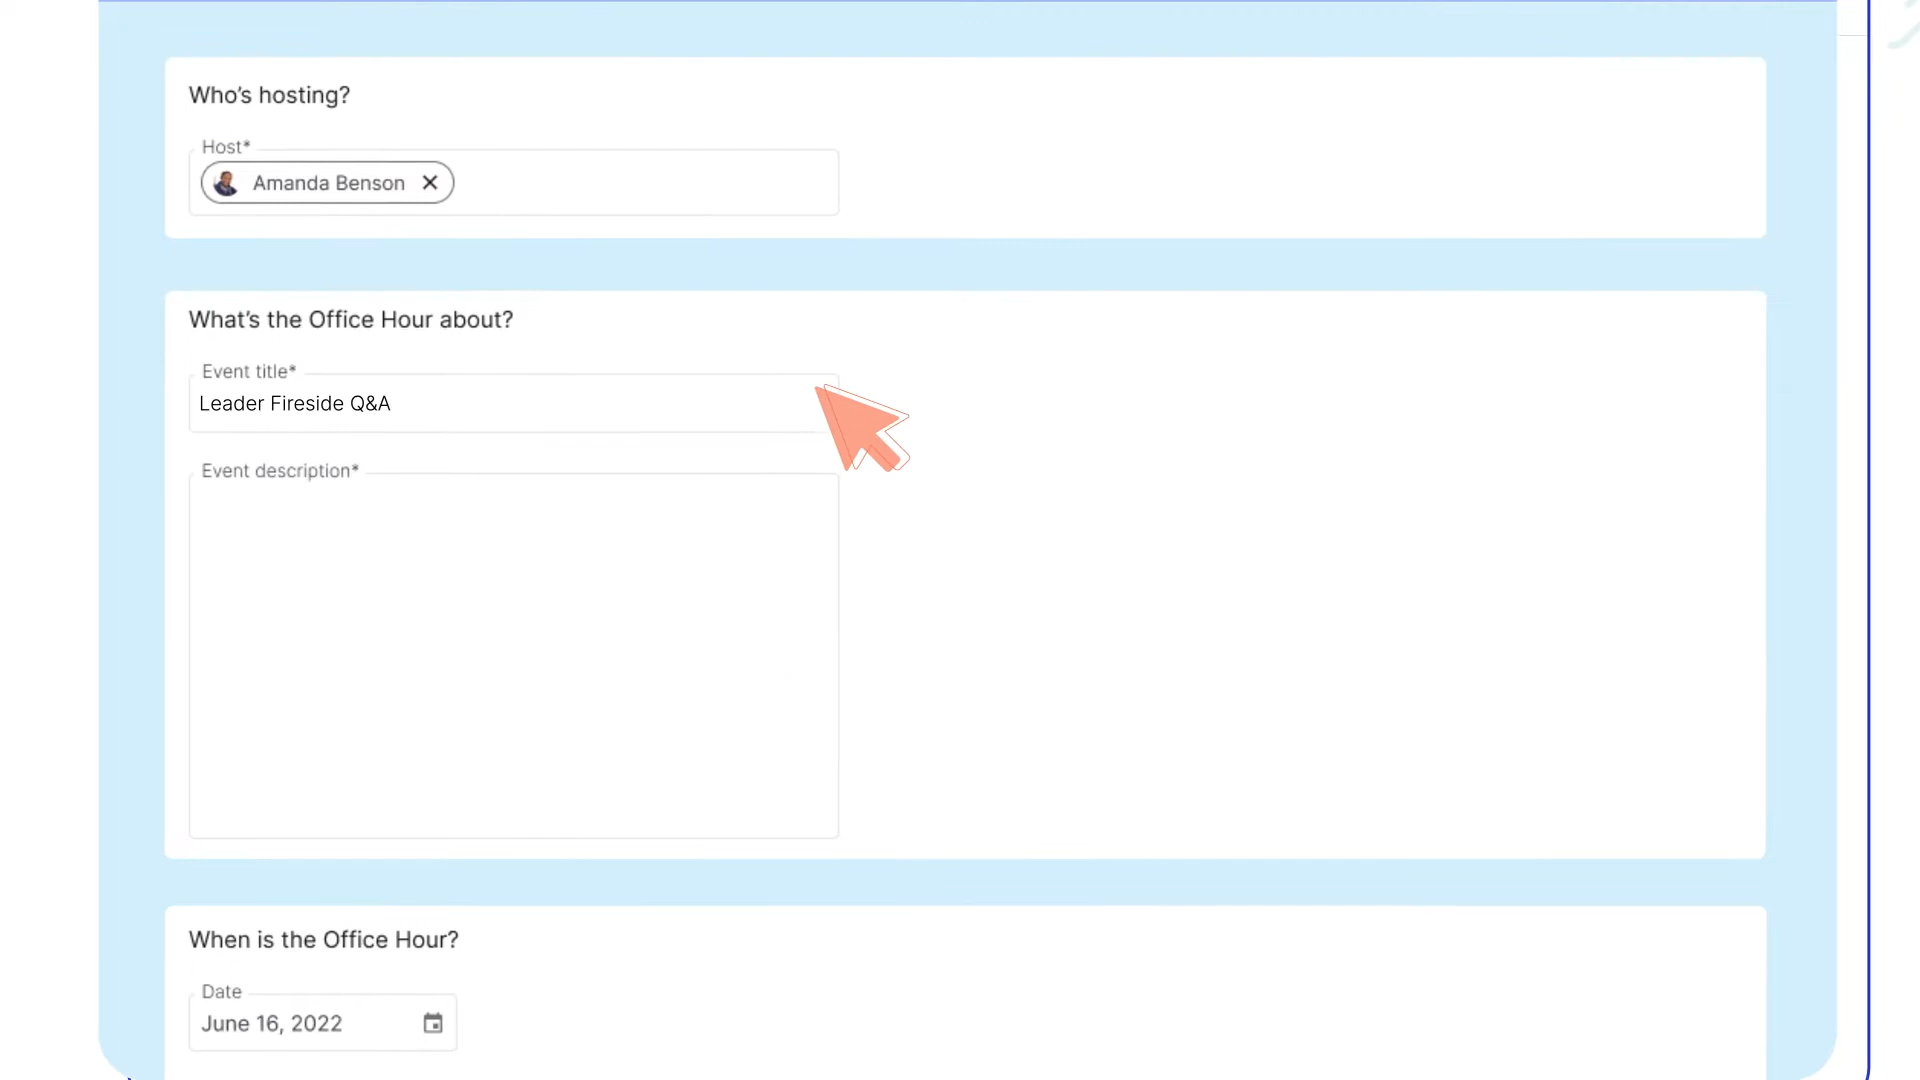 Who's hosting?
Host*
Amanda Benson
What's the Office Hour about?
Event title*
Leader Fireside Q&A
Event description*
When is the Office Hour?
Date
June 16, 2022